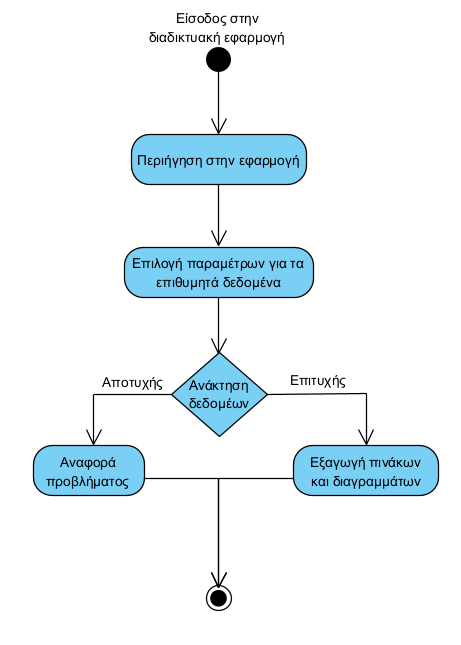 Είσοδος στην
διαδικτυακή εφαρμογή
Περιήγηση στην εφαρμογή
Επιλογή παραμέτρων για τα
επιθυμητά δεδομένα
Αποτυχής
Επιτυχής
Ανάκτηση
δεδομέων
Αναφορά
προβλήματος
Εξαγωγή πινάκων
και διαγραμμάτων